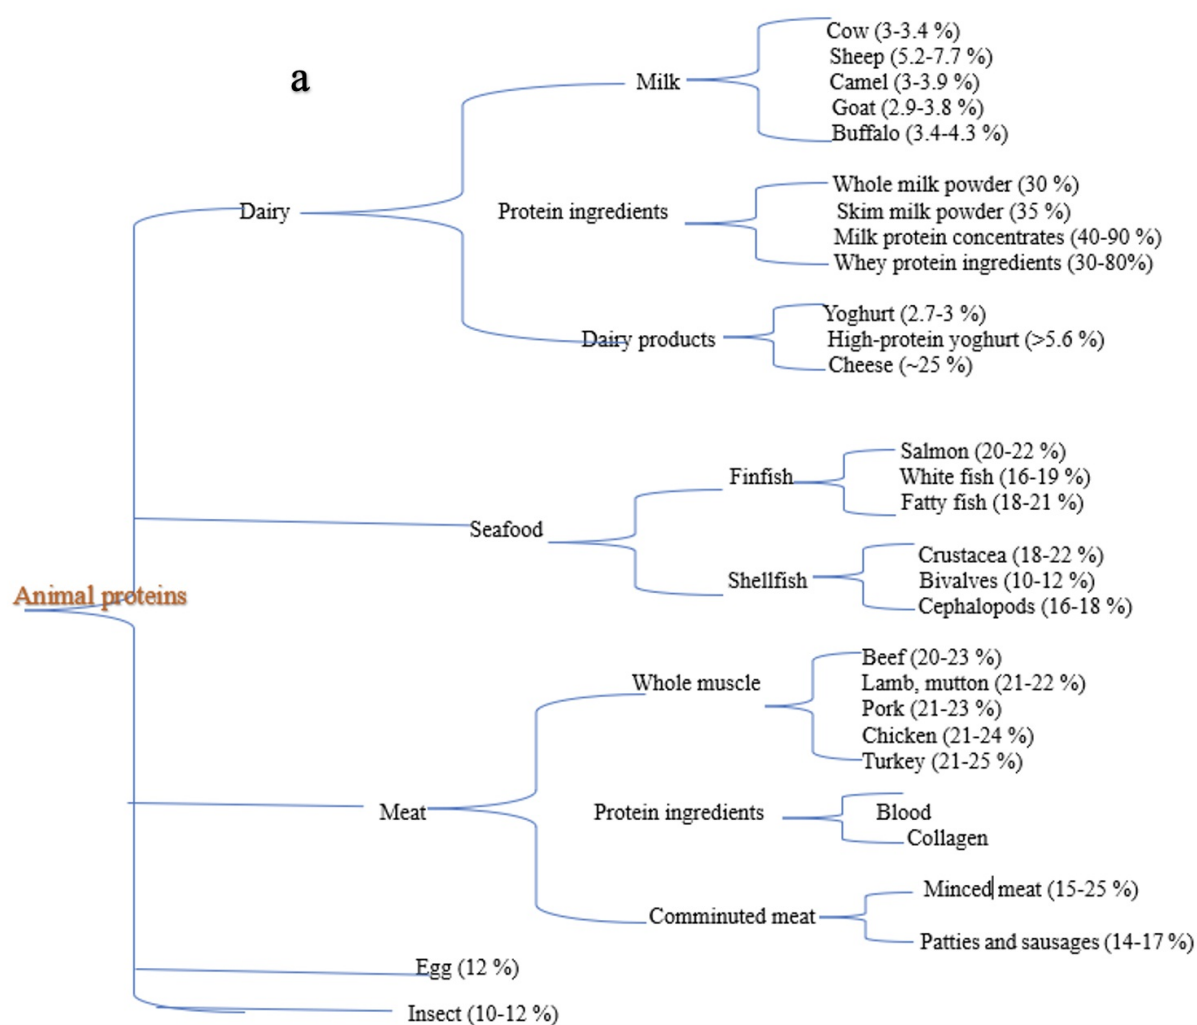 a
Animal proteins
Dairy
Milk
Cow (3-3.4 %)
Sheep (5.2-7.7 %)
Camel (3-3.9 %)
Goat (2.9-3.8 %)
Buffalo (3.4-4.3 %)
Protein ingredients
Whole milk powder (30 %)
Skim milk powder (35 %)
Milk protein concentrates (40-90 %)
Whey protein ingredients (30-80%)
Dairy products
Yoghurt (2.7-3 %)
High-protein yoghurt (>5.6 %)
Cheese (~25 %)
Seafood
Finfish
Salmon (20-22 %)
White fish (16-19 %)
Fatty fish (18-21 %)
Shellfish
Crustacea (18-22 %)
Bivalves (10-12 %)
Cephalopods (16-18 %)
Meat
Whole muscle
Beef (20-23 %)
Lamb, mutton (21-22 %)
Pork (21-23 %)
Chicken (21-24 %)
Turkey (21-25 %)
Protein ingredients
Blood
Collagen
Comminuted meat
Minced meat (15-25 %)
Patties and sausages (14-17 %)
Egg (12 %)
Insect (10-12 %)